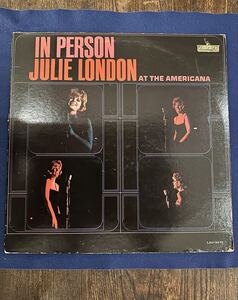 IN PERSON
JULIE LONDON AT THE AMERICANA